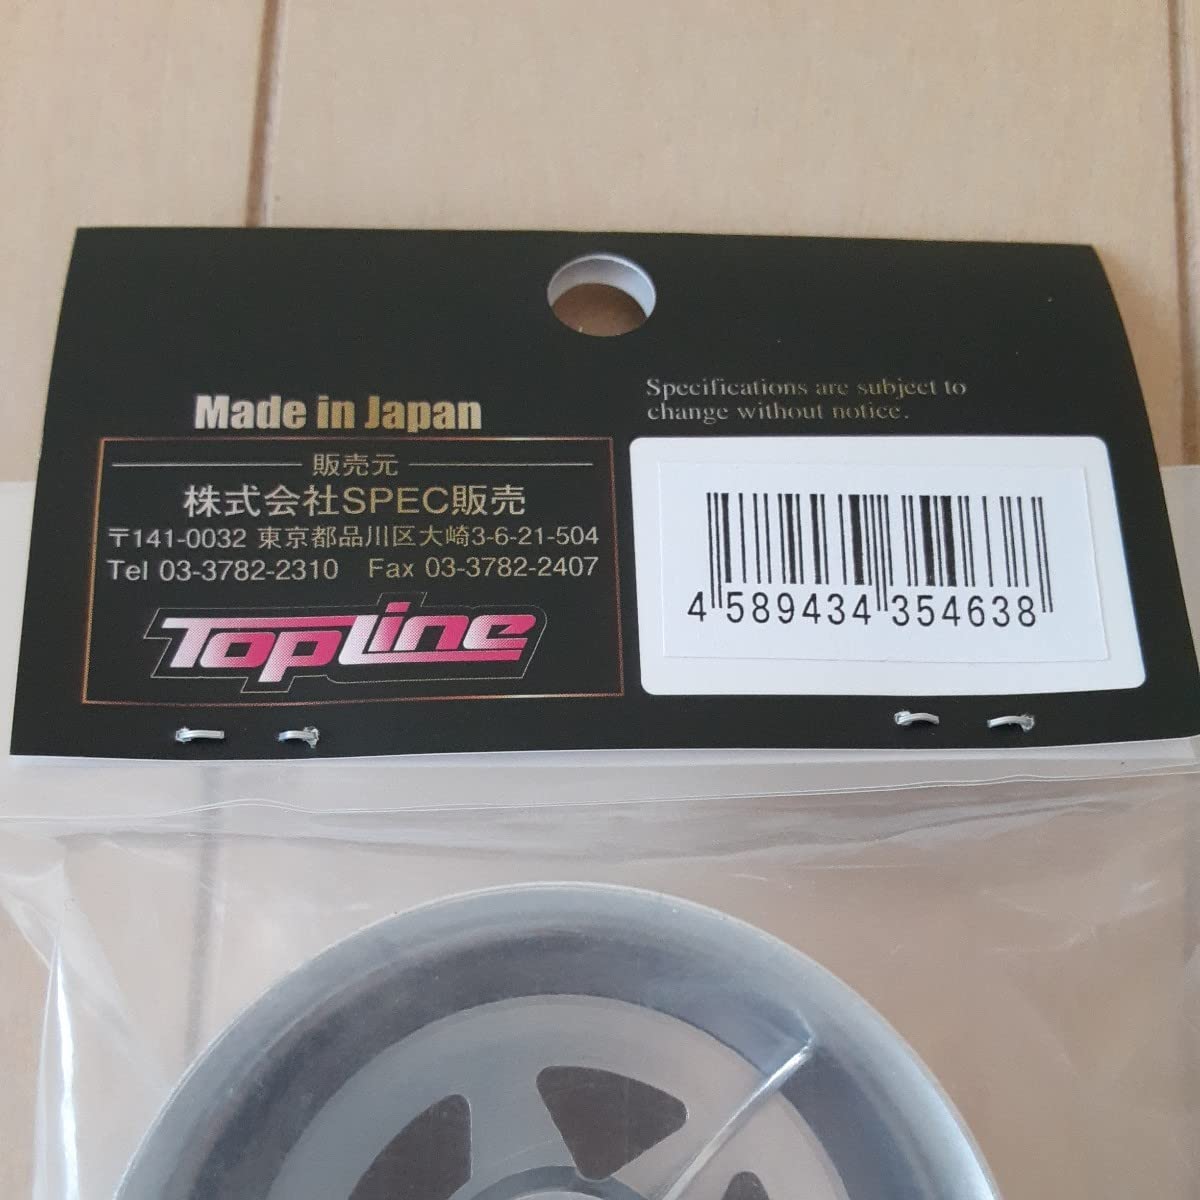 Made in Japan
販売元
株式会社SPEC販売
〒141-0032 東京都品川区大崎3-6-21-504
Tel 03-3782-2310 Fax 03-3782-2407
TopLine
Specifications are subject to
change without notice.
4 589434 354638